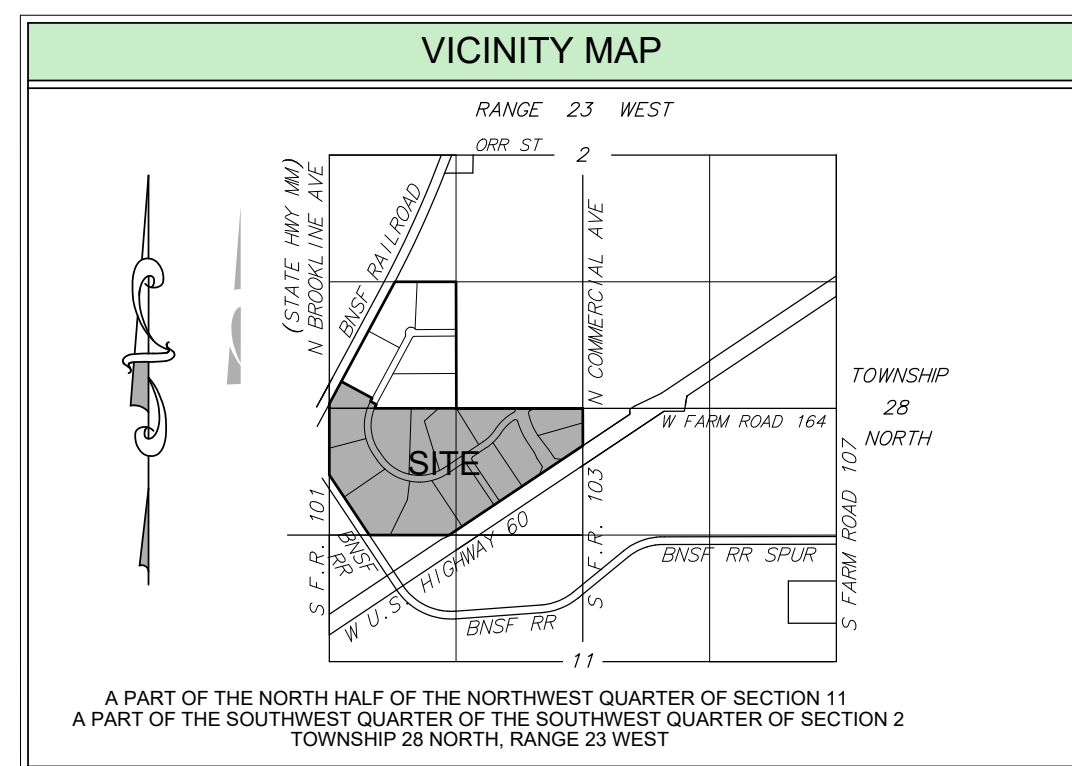 VICINITY MAP
RANGE 23 WEST
ORR ST
2
(STATE HWY MM)
N BROOKLINE AVE
BNSF RAILROAD
N COMMERCIAL AVE
TOWNSHIP
28
NORTH
W FARM ROAD 164
SITE
S F.R. 101
BNSF
RR
W U.S. HIGHWAY 60
S F.R. 103
BNSF RR SPUR
S FARM ROAD 107
BNSF RR
11
A PART OF THE NORTH HALF OF THE NORTHWEST QUARTER OF SECTION 11
A PART OF THE SOUTHWEST QUARTER OF THE SOUTHWEST QUARTER OF SECTION 2
TOWNSHIP 28 NORTH, RANGE 23 WEST